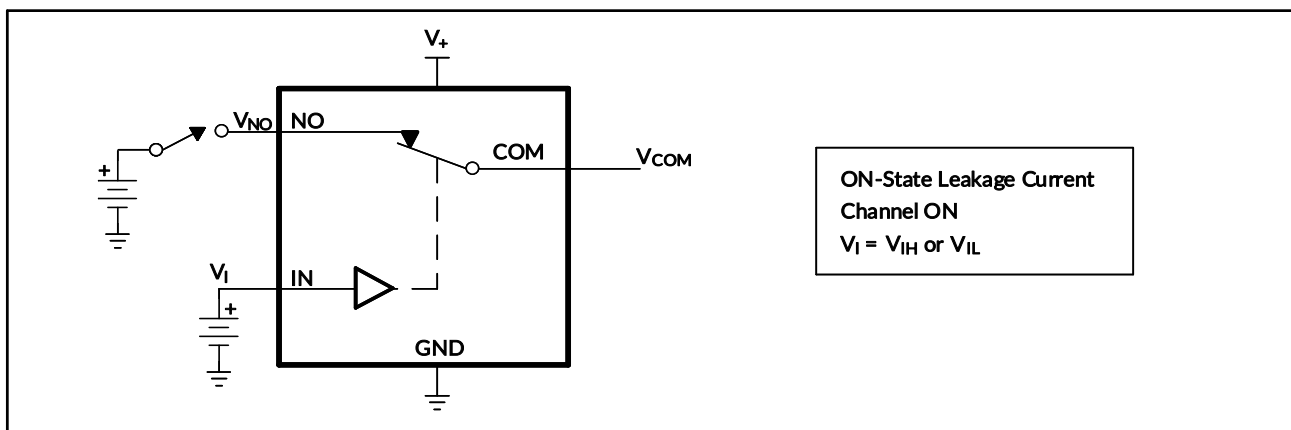 V+
VNO NO
COM VCOM
+
VI IN
+
GND
ON-State Leakage Current
Channel ON
VI = VIH or VIL